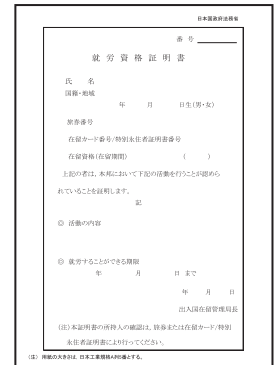 日本国政府法務省
番 号
就 労 資 格 証 明 書
氏 名
国籍・地域
年 月 日生(男・女)
旅券番号
在留カード番号/特別永住者証明書番号
在留資格(在留期間) ( )
上記の者は、本邦において下記の活動を行うことが認めら
れていることを証明します。
記
◎ 活動の内容
◎ 就労することができる期限
年 月 日 まで
年 月 日
出入国在留管理局長
(注)本証明書の所持人の確認は、旅券または在留カード/特別
永住者証明書により行ってください。
(注) 用紙の大きさは、日本工業規格A列5番とする。